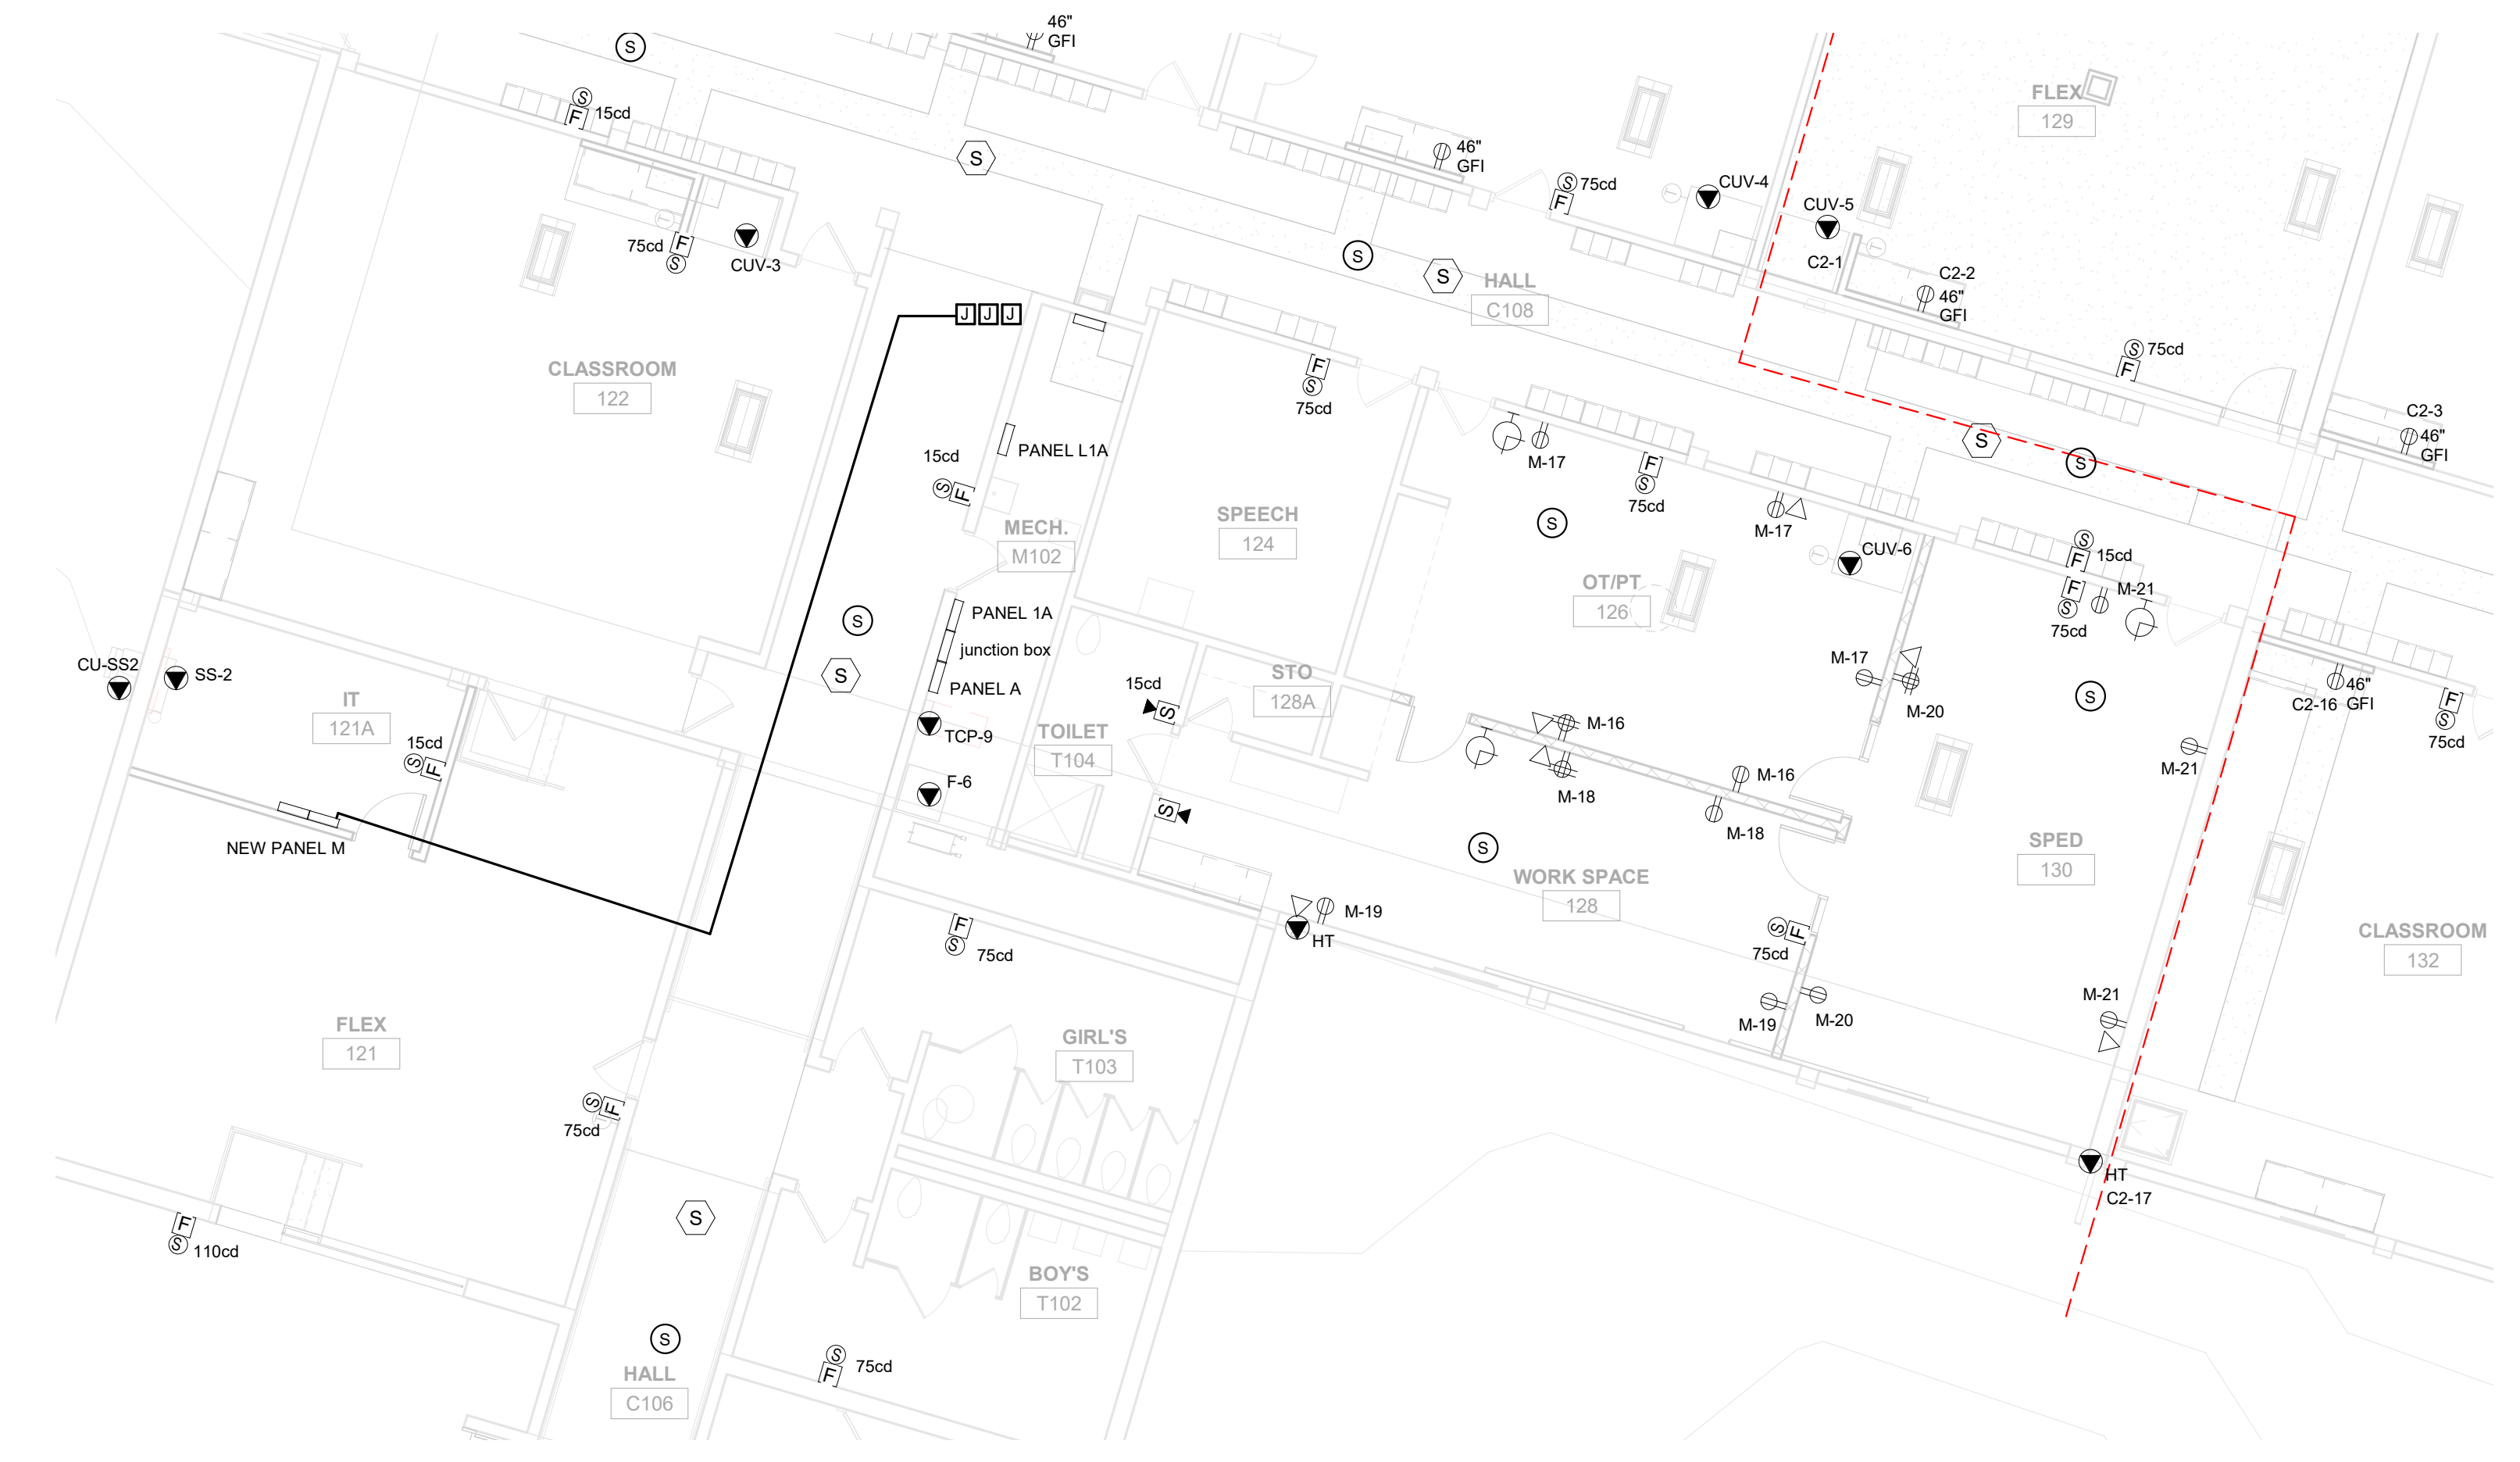 46"
GFI
S
S
15cd
F
S
FLEX
129
46"
GFI
S
75cd
F
CUV-4
CUV-5
T
T
T
75cd
F
S
CUV-3
S
S
HALL
C108
C2-1
C2-2
46"
GFI
J J J
S
75cd
F
CLASSROOM
122
F
S
75cd
C2-3
46"
GFI
S
S
PANEL L1A
15cd
S
F
M-17
F
S
75cd
M-17
MECH.
M102
SPEECH
124
S
T
CUV-6
S
F
15cd
F
S
75cd
M-21
OT/PT
126
PANEL 1A
S
junction box
PANEL A
S
CU-SS2
SS-2
IT
121A
15cd
S
F
STO
128A
15cd
S
M-17
M-20
S
C2-16
46"
GFI
F
S
75cd
TCP-9
TOILET
T104
M-16
M-18
M-21
F-6
S
M-16
M-18
NEW PANEL M
S
SPED
130
WORK SPACE
128
M-19
HT
F
S
75cd
S
F
75cd
CLASSROOM
132
M-19
M-20
M-21
FLEX
121
GIRL'S
T103
S
F
75cd
HT
C2-17
S
F
S
110cd
BOY'S
T102
S
S
F
75cd
HALL
C106